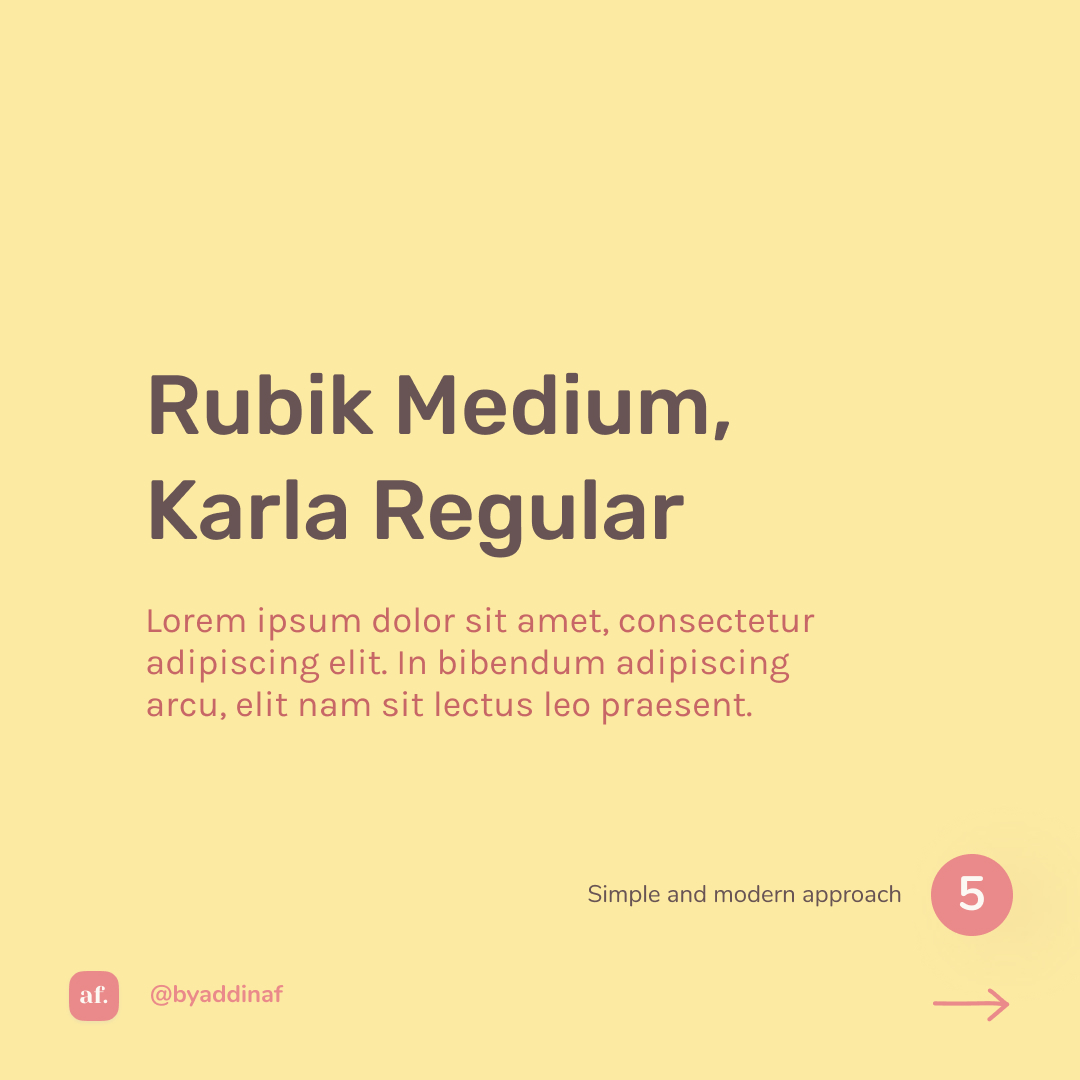 Rubik Medium,
Karla Regular
Lorem ipsum dolor sit amet, consectetur
adipiscing elit. In bibendum adipiscing
arcu, elit nam sit lectus leo praesent.
Simple and modern approach
5
af.
@byaddinaf